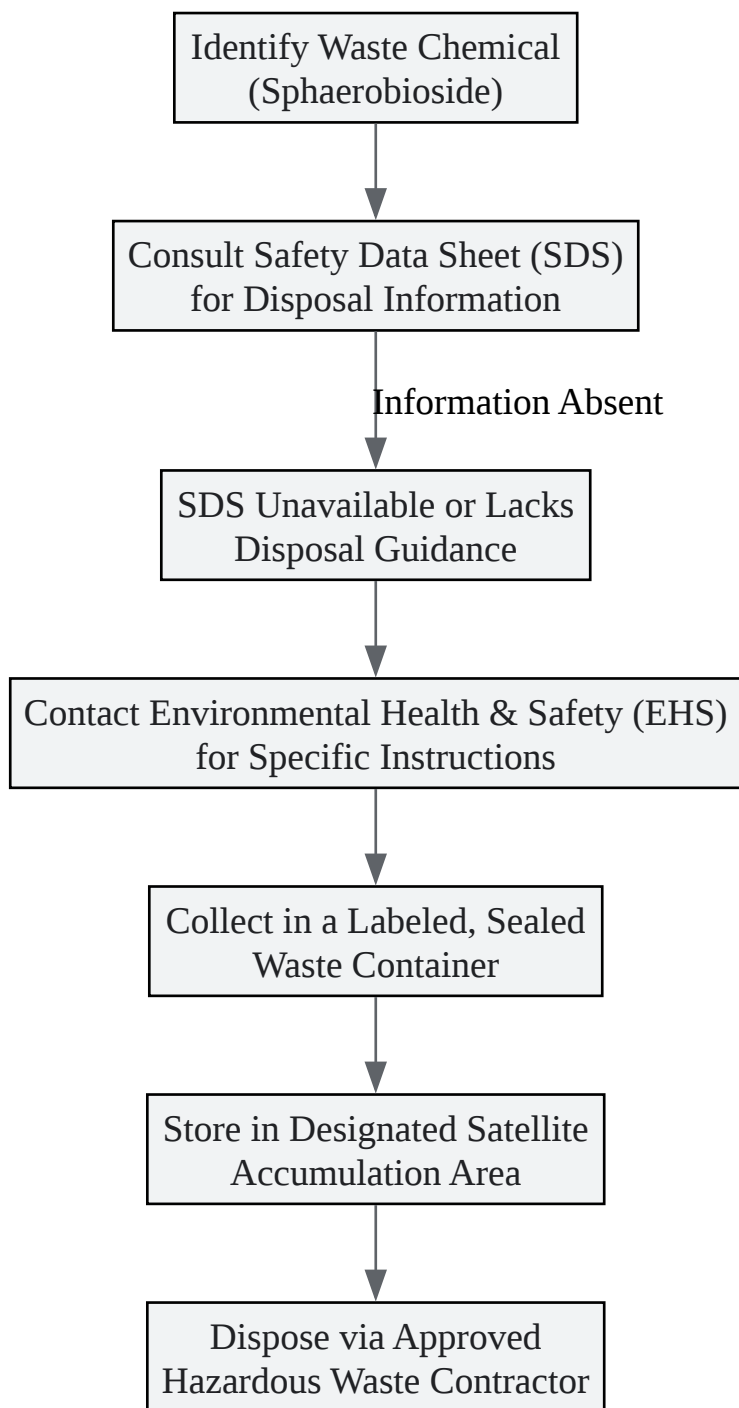 Identify Waste Chemical
(Sphaerobioside)
Consult Safety Data Sheet (SDS)
for Disposal Information
Information Absent
SDS Unavailable or Lacks
Disposal Guidance
Contact Environmental Health & Safety (EHS)
for Specific Instructions
Collect in a Labeled, Sealed
Waste Container
Store in Designated Satellite
Accumulation Area
Dispose via Approved
Hazardous Waste Contractor